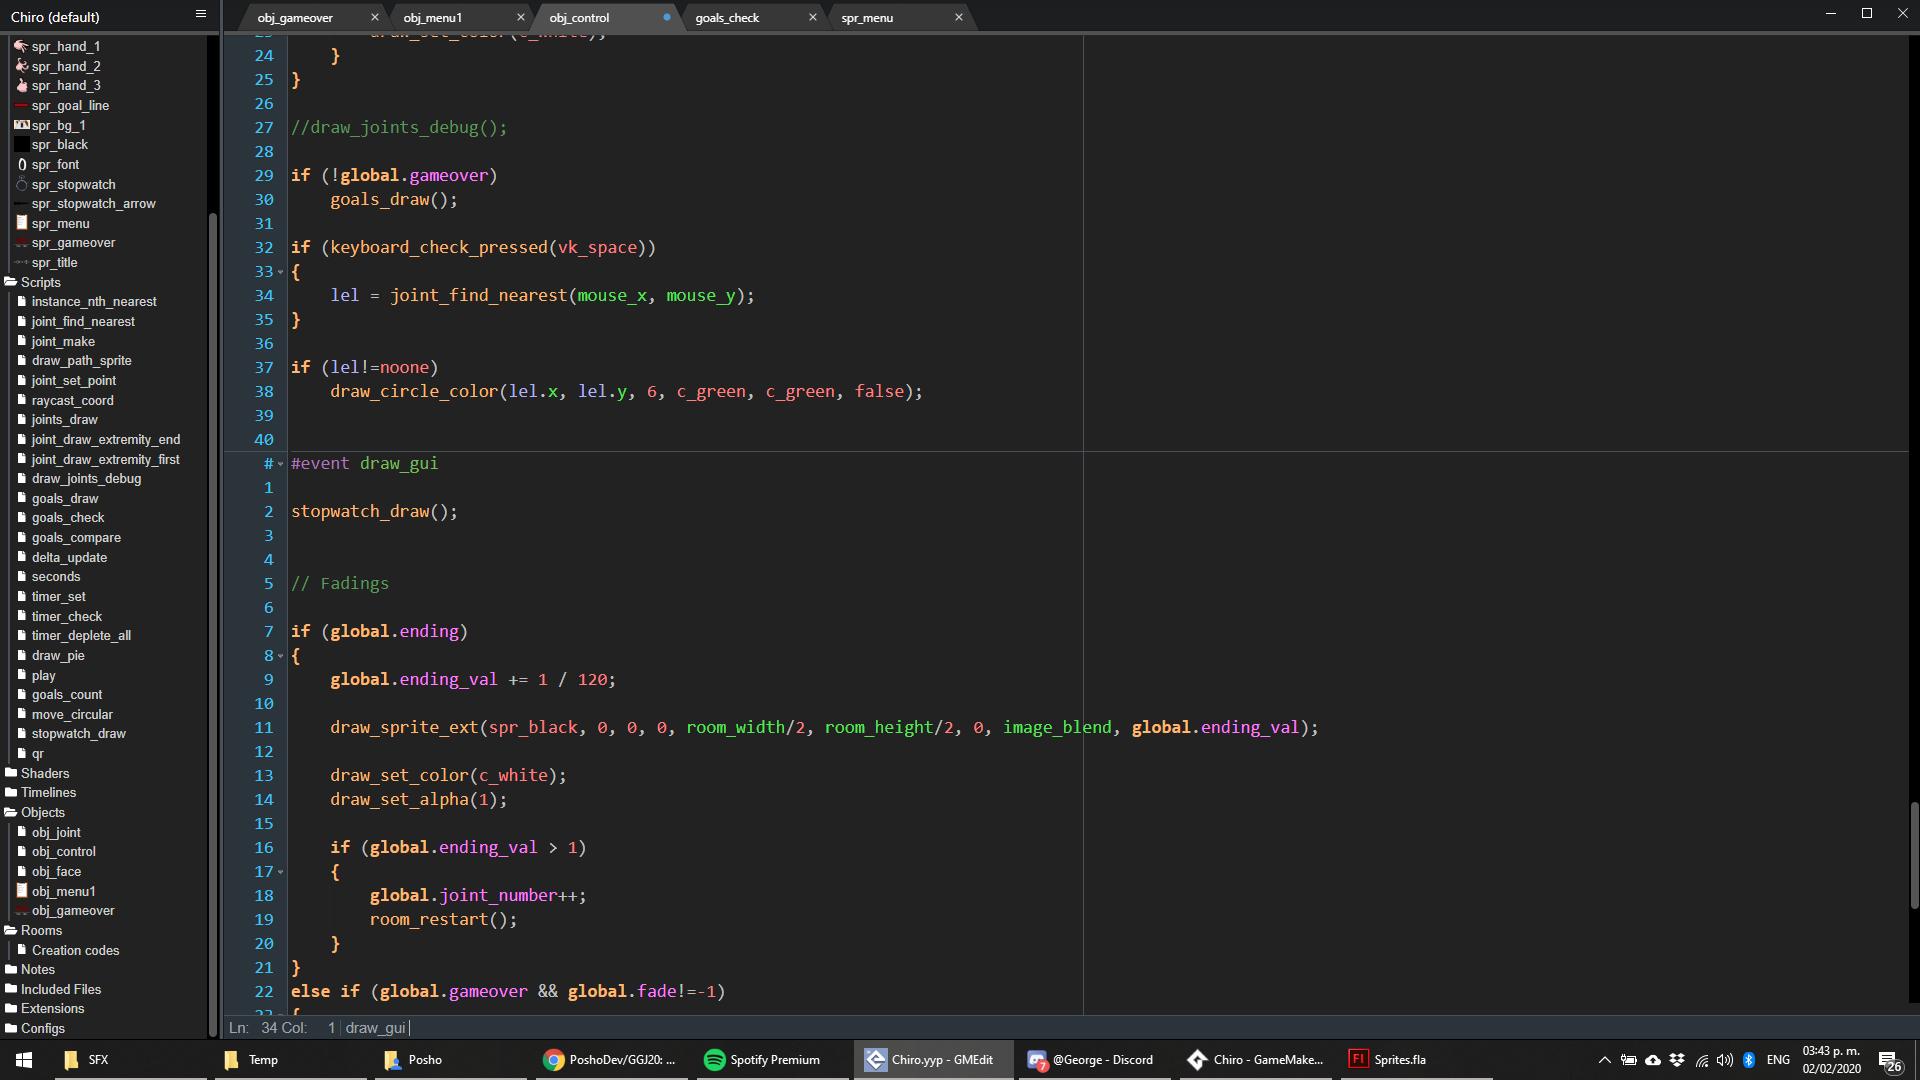 Chiro (default)
obj_gameover
obj_menu1
obj_control
goals_check
spr_menu
spr_hand_1
spr_hand_2
spr_hand_3
spr_goal_line
spr_bg_1
spr_black
spr_font
spr_stopwatch
spr_stopwatch_arrow
spr_menu
spr_gameover
spr_title
Scripts
instance_nth_nearest
joint_find_nearest
joint_make
draw_path_sprite
joint_set_point
raycast_coord
joints_draw
joint_draw_extremity_end
joint_draw_extremity_first
draw_joints_debug
goals_draw
goals_check
goals_compare
delta_update
seconds
timer_set
timer_check
timer_deplete_all
draw_pie
play
goals_count
move_circular
stopwatch_draw
qr
Shaders
Timelines
Objects
obj_joint
obj_control
obj_face
obj_menu1
obj_gameover
Rooms
Creation codes
Notes
Included Files
Extensions
Configs
23 draw_set_color(c_white);
24 }
25 }
26
27 //draw_joints_debug();
28
29 if (!global.gameover)
30 goals_draw();
31
32 if (keyboard_check_pressed(vk_space))
33 {
34 lel = joint_find_nearest(mouse_x, mouse_y);
35 }
36
37 if (lel!=noone)
38 draw_circle_color(lel.x, lel.y, 6, c_green, c_green, false);
39
40
# #event draw_gui
1
2 stopwatch_draw();
3
4
5 // Fadings
6
7 if (global.ending)
8 {
9 global.ending_val += 1 / 120;
10
11 draw_sprite_ext(spr_black, 0, 0, 0, room_width/2, room_height/2, 0, image_blend, global.ending_val);
12
13 draw_set_color(c_white);
14 draw_set_alpha(1);
15
16 if (global.ending_val > 1)
17 {
18 global.joint_number++;
19 room_restart();
20 }
21 }
22 else if (global.gameover && global.fade!=-1)
23 {
Ln: 34 Col: 1 draw_gui
SFX
Temp
Posho
PoshoDev/GGJ20: ...
Spotify Premium
Chiro.yyp - GMEdit
7 @George - Discord
Chiro - GameMake...
Fl Sprites.fla
ENG
03:43 p. m.
02/02/2020
26